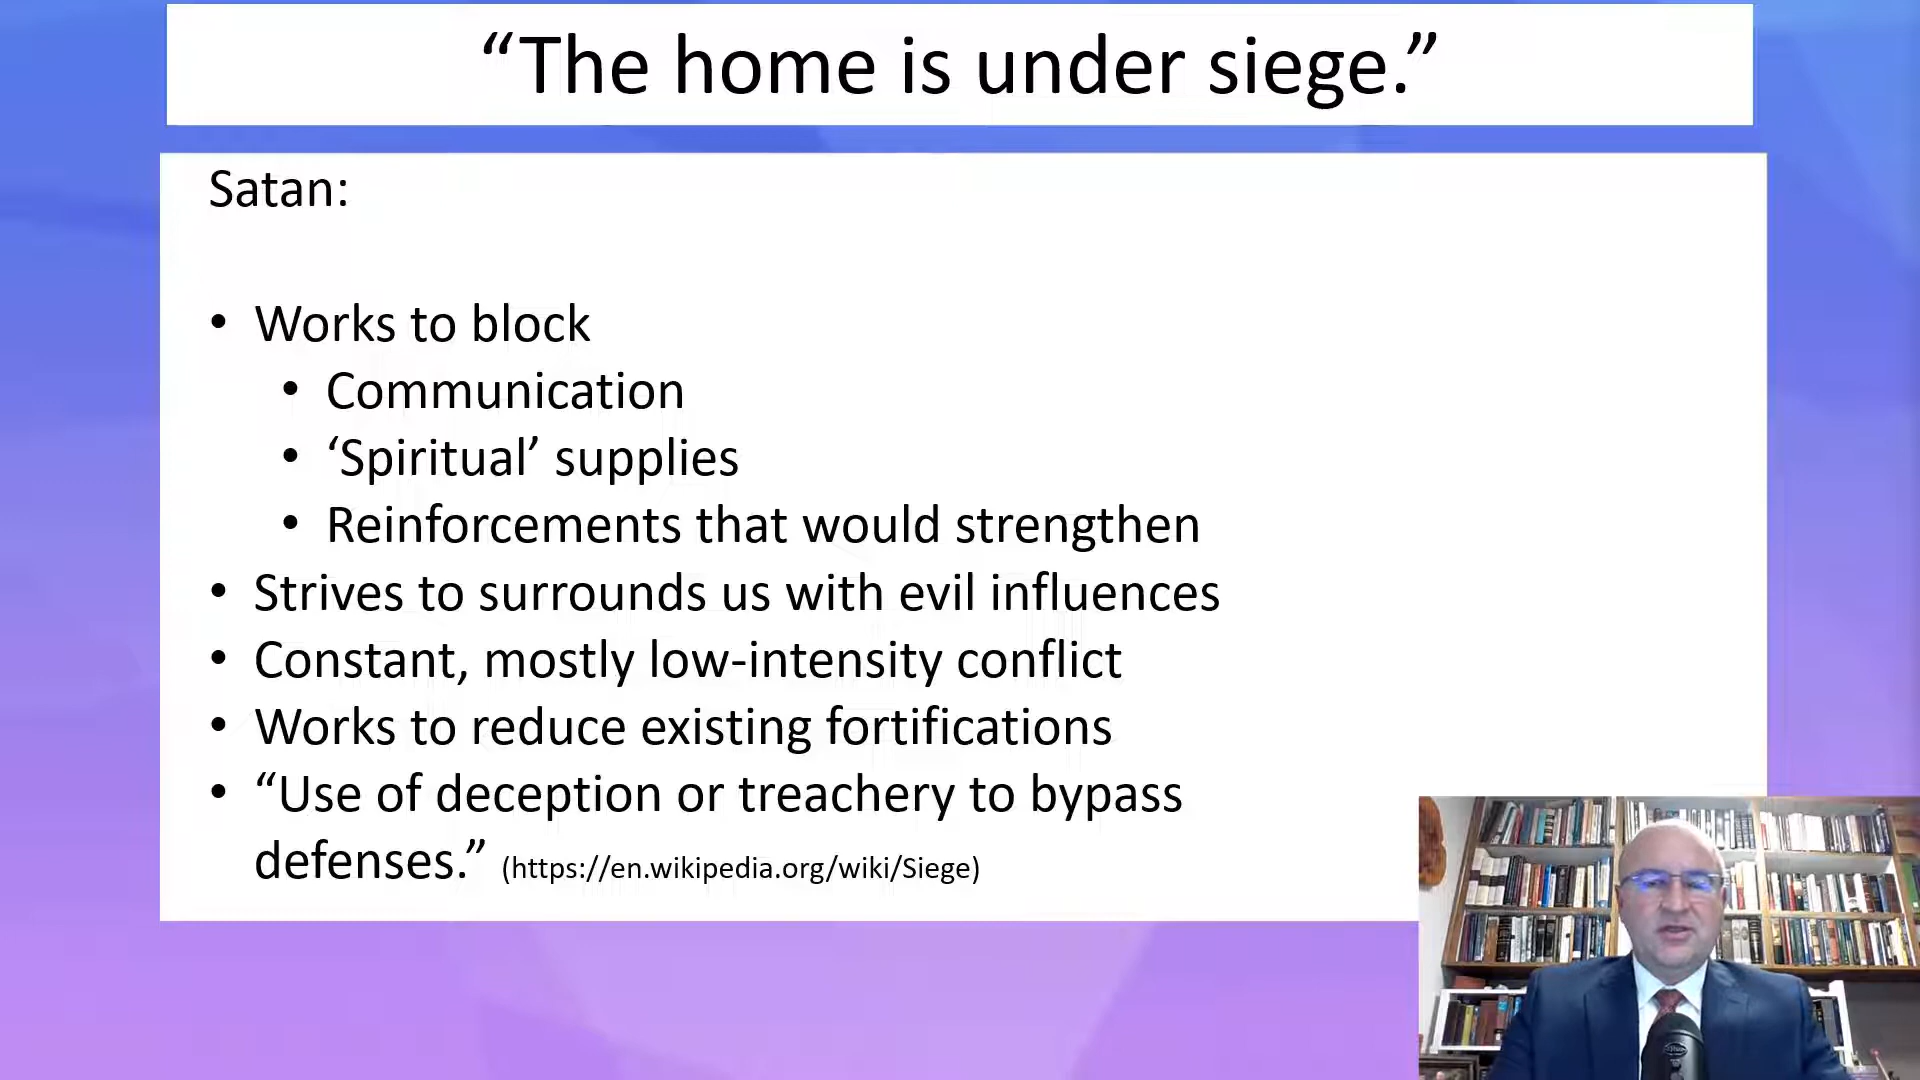 “The home is under siege.”
Satan:
• Works to block
• Communication
• ‘Spiritual’ supplies
• Reinforcements that would strengthen
• Strives to surrounds us with evil influences
• Constant, mostly low-intensity conflict
• Works to reduce existing fortifications
• “Use of deception or treachery to bypass
defenses.” (https://en.wikipedia.org/wiki/Siege)